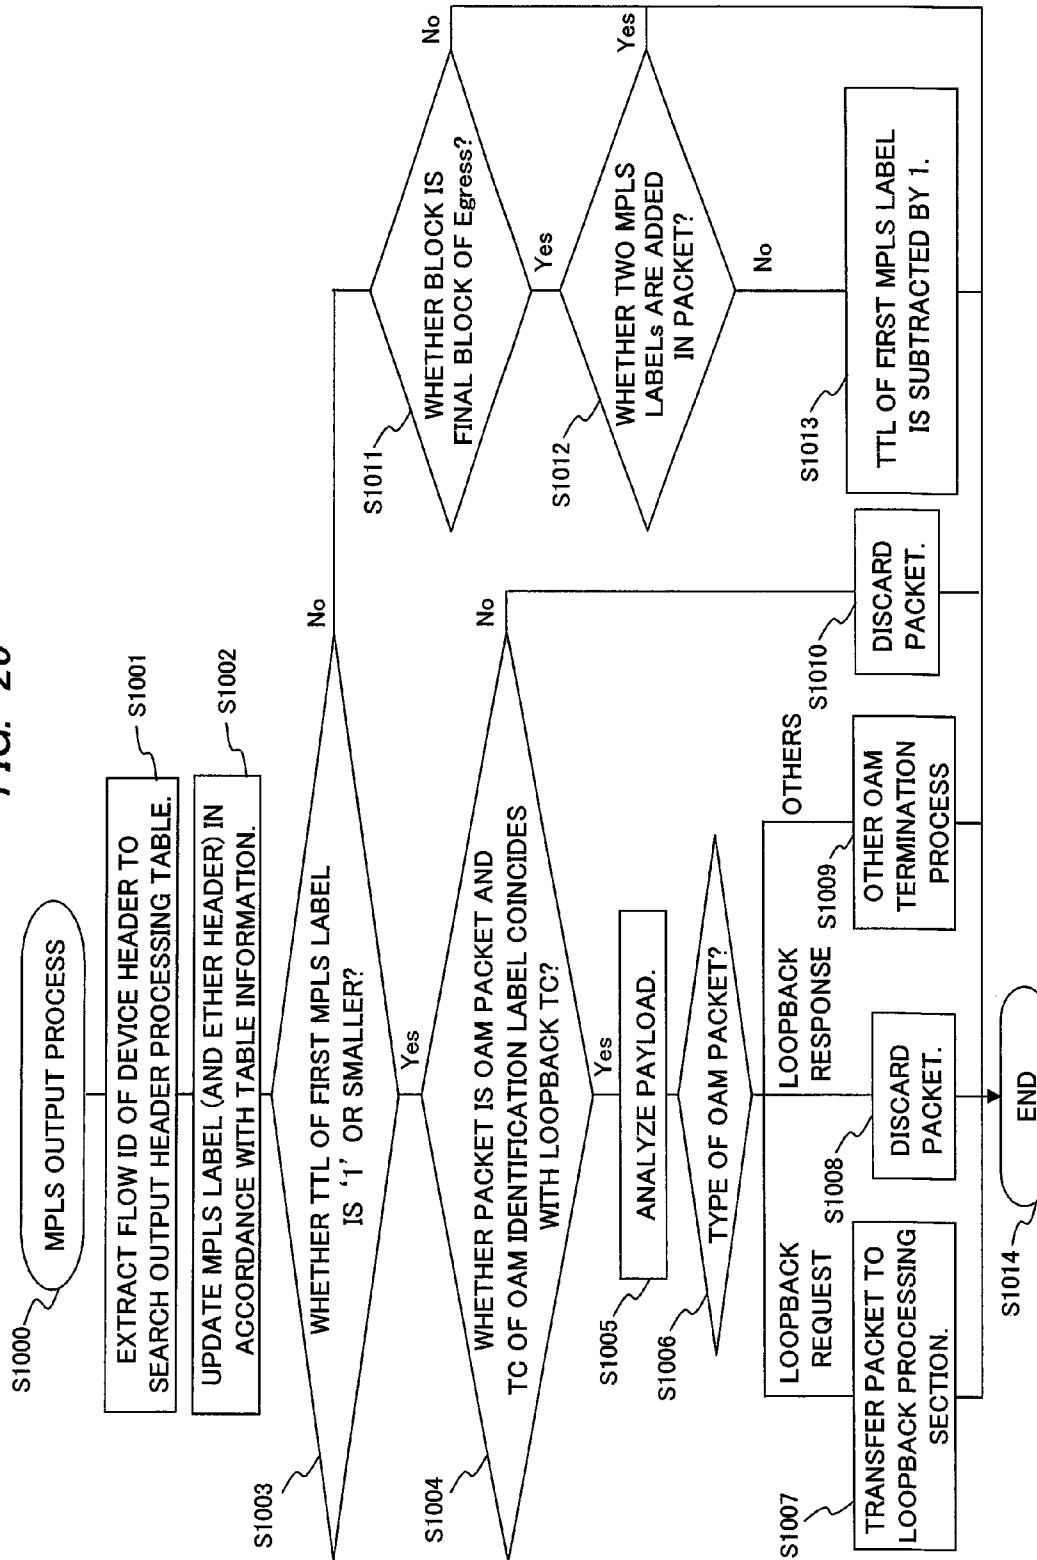 FIG. 20
MPLS OUTPUT PROCESS
S1000
EXTRACT FLOW ID OF DEVICE HEADER TO
SEARCH OUTPUT HEADER PROCESSING TABLE.
S1001
UPDATE MPLS LABEL (AND ETHER HEADER) IN
ACCORDANCE WITH TABLE INFORMATION.
S1002
WHETHER TTL OF FIRST MPLS LABEL
IS '1' OR SMALLER?
S1003
No
Yes
WHETHER PACKET IS OAM PACKET AND
TC OF OAM IDENTIFICATION LABEL COINCIDES
WITH LOOPBACK TC?
S1004
No
Yes
ANALYZE PAYLOAD.
S1005
TYPE OF OAM PACKET?
S1006
LOOPBACK
REQUEST
LOOPBACK
RESPONSE
OTHERS
S1007
TRANSFER PACKET TO
LOOPBACK PROCESSING
SECTION.
S1008
DISCARD
PACKET.
S1009
OTHER OAM
TERMINATION
PROCESS
S1010
DISCARD
PACKET.
S1011
WHETHER BLOCK IS
FINAL BLOCK OF Egress?
No
Yes
S1012
WHETHER TWO MPLS
LABELs ARE ADDED
IN PACKET?
Yes
No
S1013
TTL OF FIRST MPLS LABEL
IS SUBTRACTED BY 1.
S1014
END